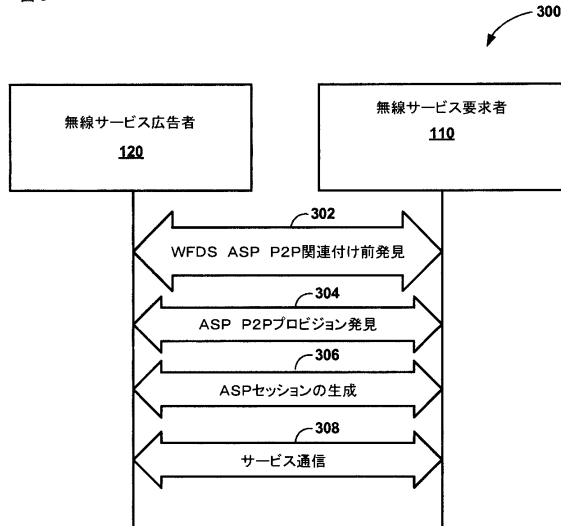 300
無線サービス広告者
120
無線サービス要求者
110
302
WFDS ASP P2P関連付け前発見
304
ASP P2Pプロビジョン発見
306
ASPセッションの生成
308
サービス通信